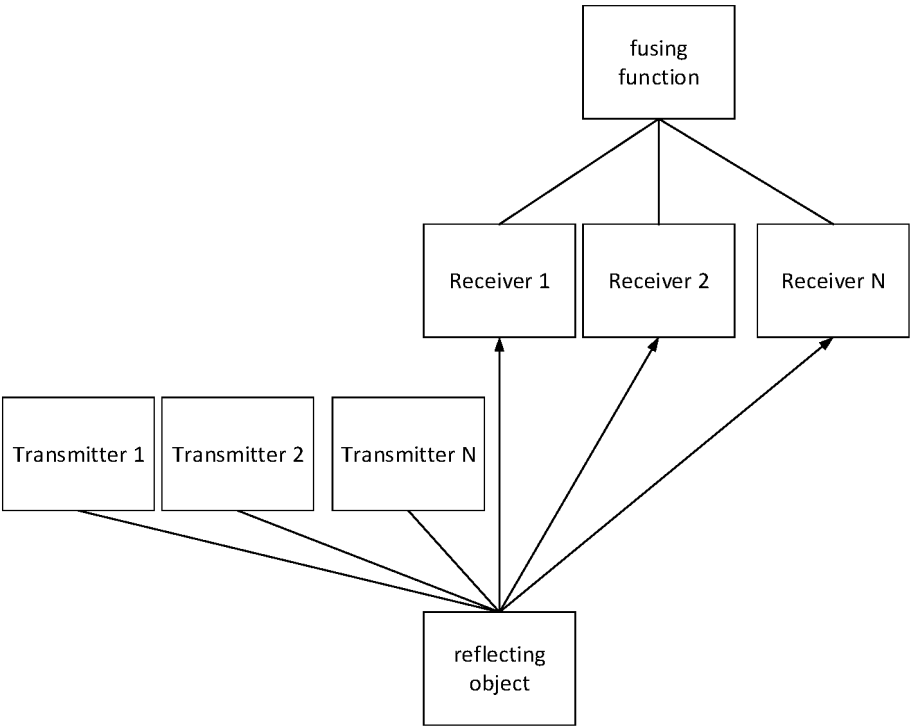 fusing
function
Receiver 1
Receiver 2
Receiver N
Transmitter 1
Transmitter 2
Transmitter N
reflecting
object